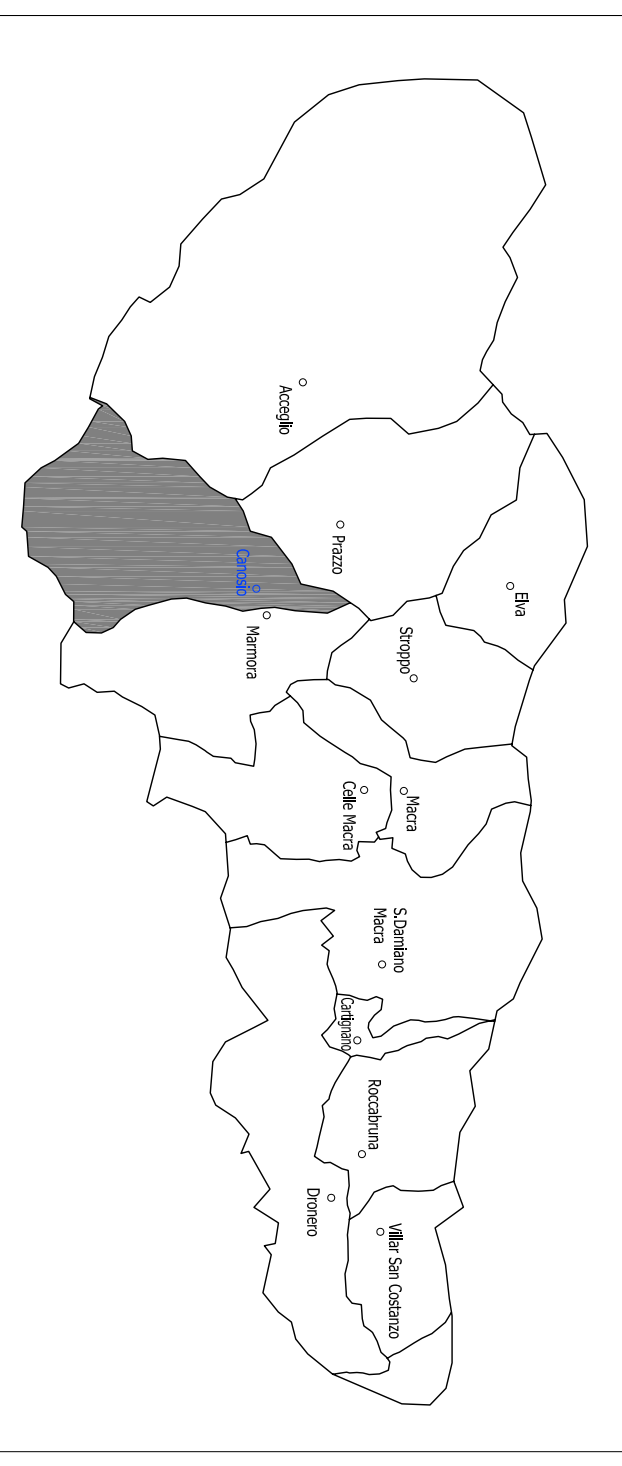 Acceglio
Prazzo
Canosio
Elva
Stroppo
Marmora
Macra
Celle Macra
S.Damiano
Macra
Cartignano
Roccabruna
Dronero
Villar San Costanzo